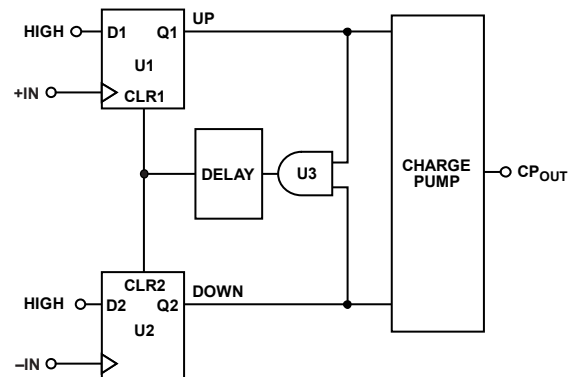 HIGH
D1
Q1
UP
U1
+IN
CLR1
DELAY
U3
CHARGE
PUMP
CP OUT
CLR2
DOWN
HIGH
D2
Q2
U2
–IN